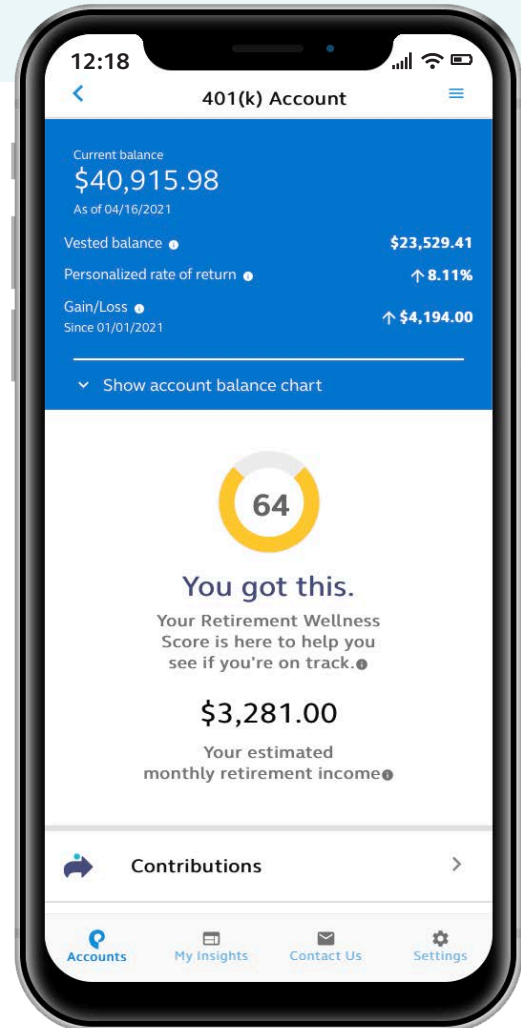 12:18
401(k) Account
Current balance
$40,915.98
As of 04/16/2021
Vested balance
$23,529.41
Personalized rate of return
↑ 8.11%
Gain/Loss
Since 01/01/2021
↑ $4,194.00
Show account balance chart
64
You got this.
Your Retirement Wellness
Score is here to help you
see if you're on track.
$3,281.00
Your estimated
monthly retirement income
Contributions
Accounts
My Insights
Contact Us
Settings